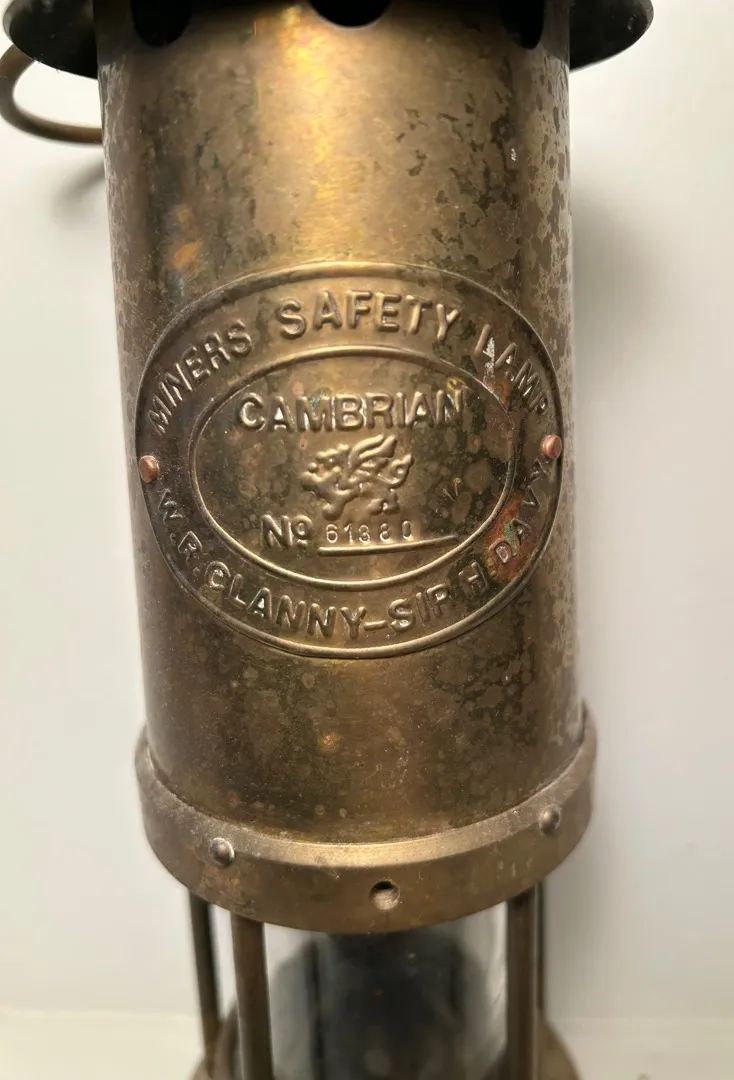 MINERS SAFETY LAMP
CAMBRIAN
Nº 61380
W.R.CLANNY–SIR H.DAVY